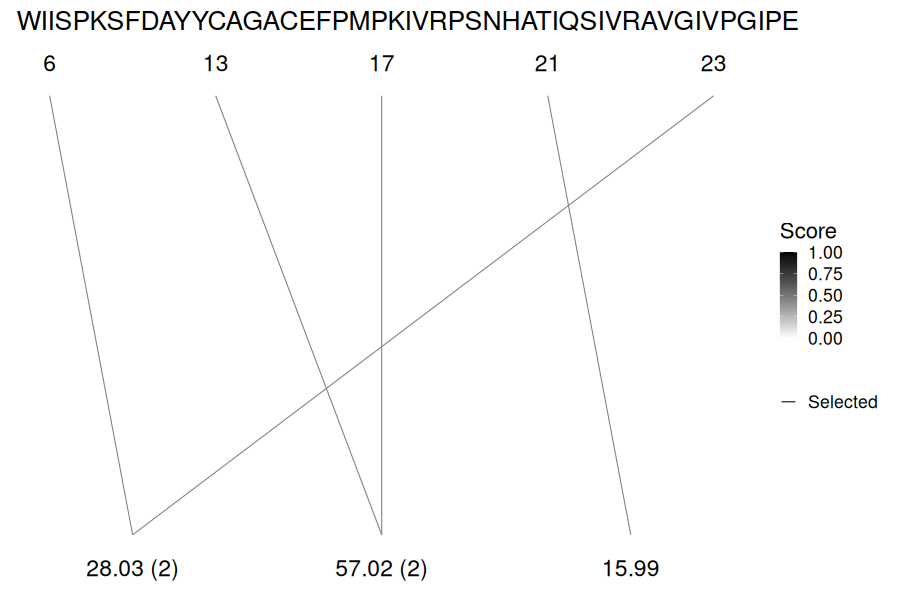 WIISPKSFDAYYCAGACEFPMPKIVRPSNHATIQSIVRAVGIVPGIPE
6 13 17 21 23
Score
1.00
0.75
0.50
0.25
0.00
Selected
28.03 (2) 57.02 (2) 15.99